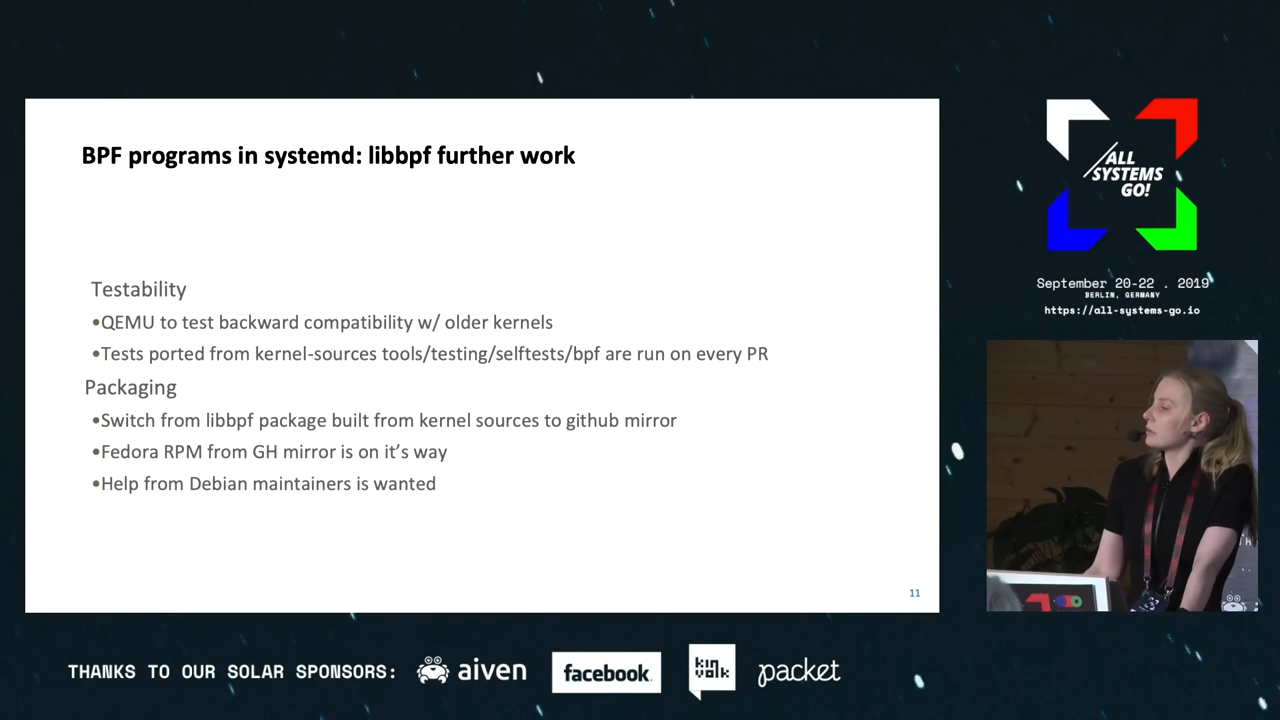 BPF programs in systemd: libbpf further work
Testability
•QEMU to test backward compatibility w/ older kernels
•Tests ported from kernel-sources tools/testing/selftests/bpf are run on every PR
Packaging
•Switch from libbpf package built from kernel sources to github mirror
•Fedora RPM from GH mirror is on it’s way
•Help from Debian maintainers is wanted
11
ALL
SYSTEMS
GO!
September 20-22 . 2019
BERLIN, GERMANY
https://all-systems-go.io
THANKS TO OUR SOLAR SPONSORS:
aiven
facebook
kinvolk
packet